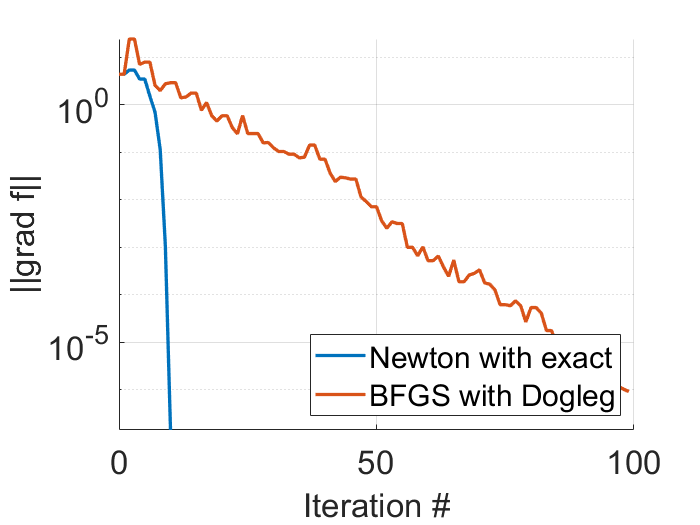 ||grad f||
10^0
10^-5
Newton with exact
BFGS with Dogleg
0
50
100
Iteration #